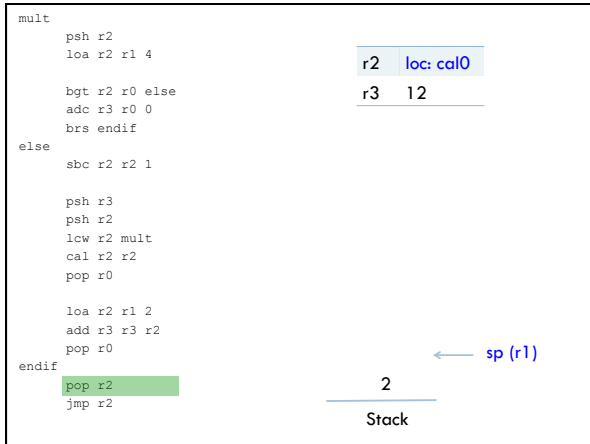 mult
psh r2
loa r2 r1 4
bgt r2 r0 else
adc r3 r0 0
brs endif
else
sbc r2 r2 1
psh r3
psh r2
lcw r2 mult
cal r2 r2
pop r0
loa r2 r1 2
add r3 r3 r2
pop r0
endif
pop r2
jmp r2
r2 loc: cal0
r3 12
sp (r1)
2
Stack